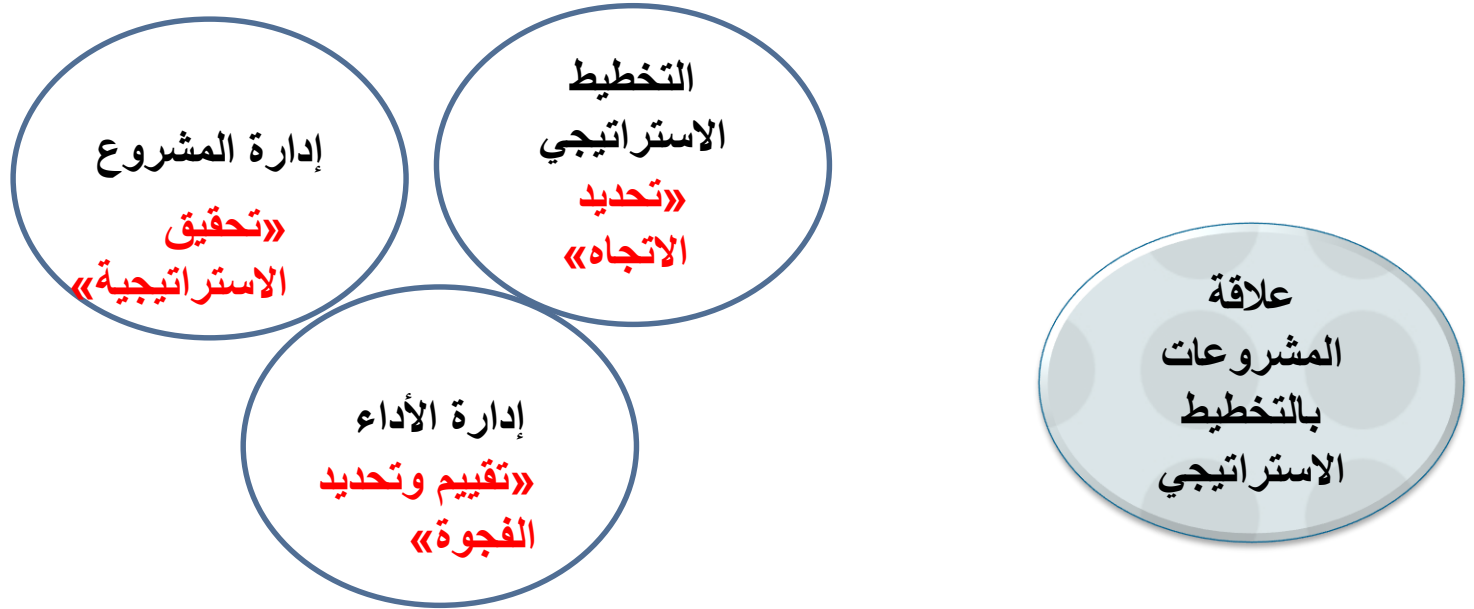 علاقة
المشروعات
بالتخطيط
الاستراتيجي
التخطيط
الاستراتيجي
«تحديد
الاتجاه»
إدارة المشروع
«تحقيق
الاستراتيجية»
إدارة الأداء
«تقييم وتحديد
الفجوة»